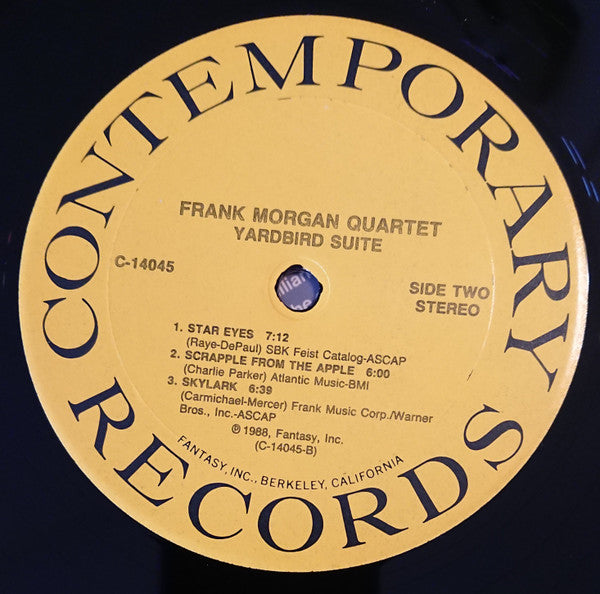 CONTEMPORARY
RECORDS
FRANK MORGAN QUARTET
YARDBIRD SUITE
C-14045
SIDE TWO
STEREO
1. STAR EYES 7:12
(Raye-DePaul) SBK Feist Catalog-ASCAP
2. SCRAPPLE FROM THE APPLE 6:00
(Charlie Parker) Atlantic Music-BMI
3. SKYLARK 6:39
(Carmichael-Mercer) Frank Music Corp./Warner
Bros., Inc.-ASCAP
℗ 1988, Fantasy, Inc.
(C-14045-B)
FANTASY, INC., BERKELEY, CALIFORNIA